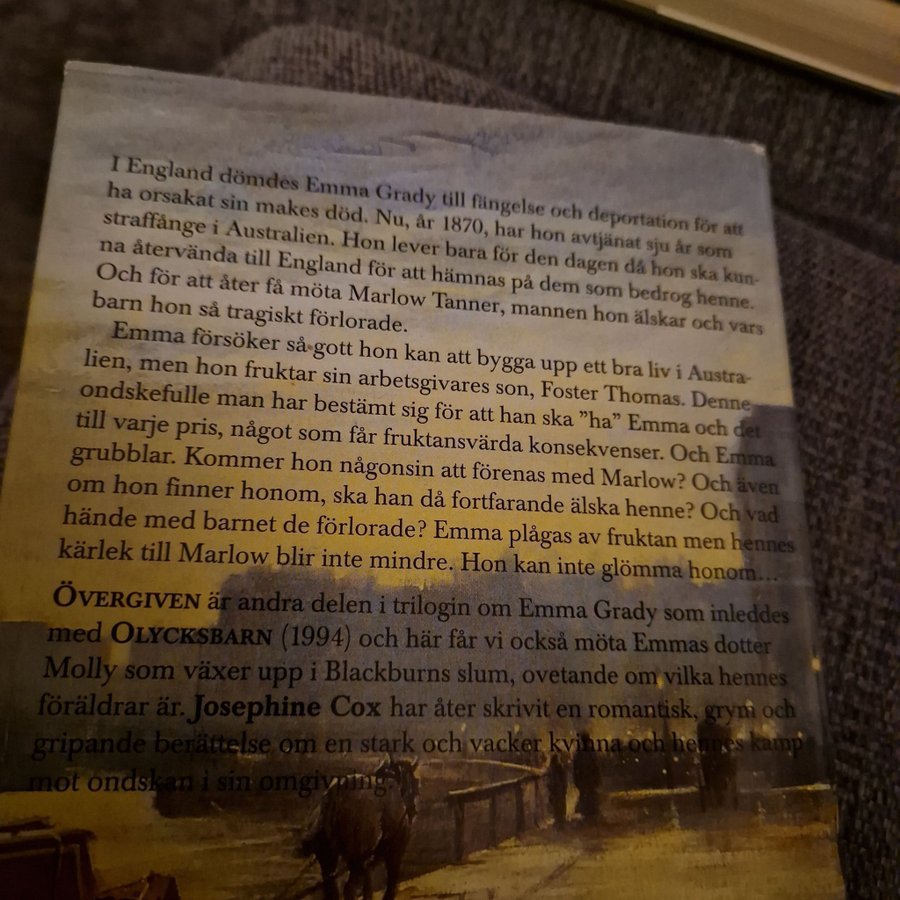 I England dömdes Emma Grady till fängelse och deportation för att
ha orsakat sin makes död. Nu, år 1870, har hon avtjänat sju år som
straffånge i Australien. Hon lever bara för den dagen då hon ska kun-
na återvända till England för att hämnas på dem som bedrog henne.
Och för att åter få möta Marlow Tanner, mannen hon älskar och vars
barn hon så tragiskt förlorade.
Emma försöker så gott hon kan att bygga upp ett bra liv i Austra-
lien, men hon fruktar sin arbetsgivares son, Foster Thomas. Denne
ondskefulle man har bestämt sig för att han ska ”ha” Emma och det
till varje pris, något som får fruktansvärda konsekvenser. Och Emma
grubblar. Kommer hon någonsin att förenas med Marlow? Och även
om hon finner honom, ska han då fortfarande älska henne? Och vad
hände med barnet de förlorade? Emma plågas av fruktan men hennes
kärlek till Marlow blir inte mindre. Hon kan inte glömma honom...
ÖVERGIVEN är andra delen i trilogin om Emma Grady som inleddes
med OLYCKSBARN (1994) och här får vi också möta Emmas dotter
Molly som växer upp i Blackburns slum, ovetande om vilka hennes
föräldrar är. Josephine Cox har åter skrivit en romantisk, grym och
gripande berättelse om en stark och vacker kvinna och hennes kamp
mot ondskan i sin omgivning.